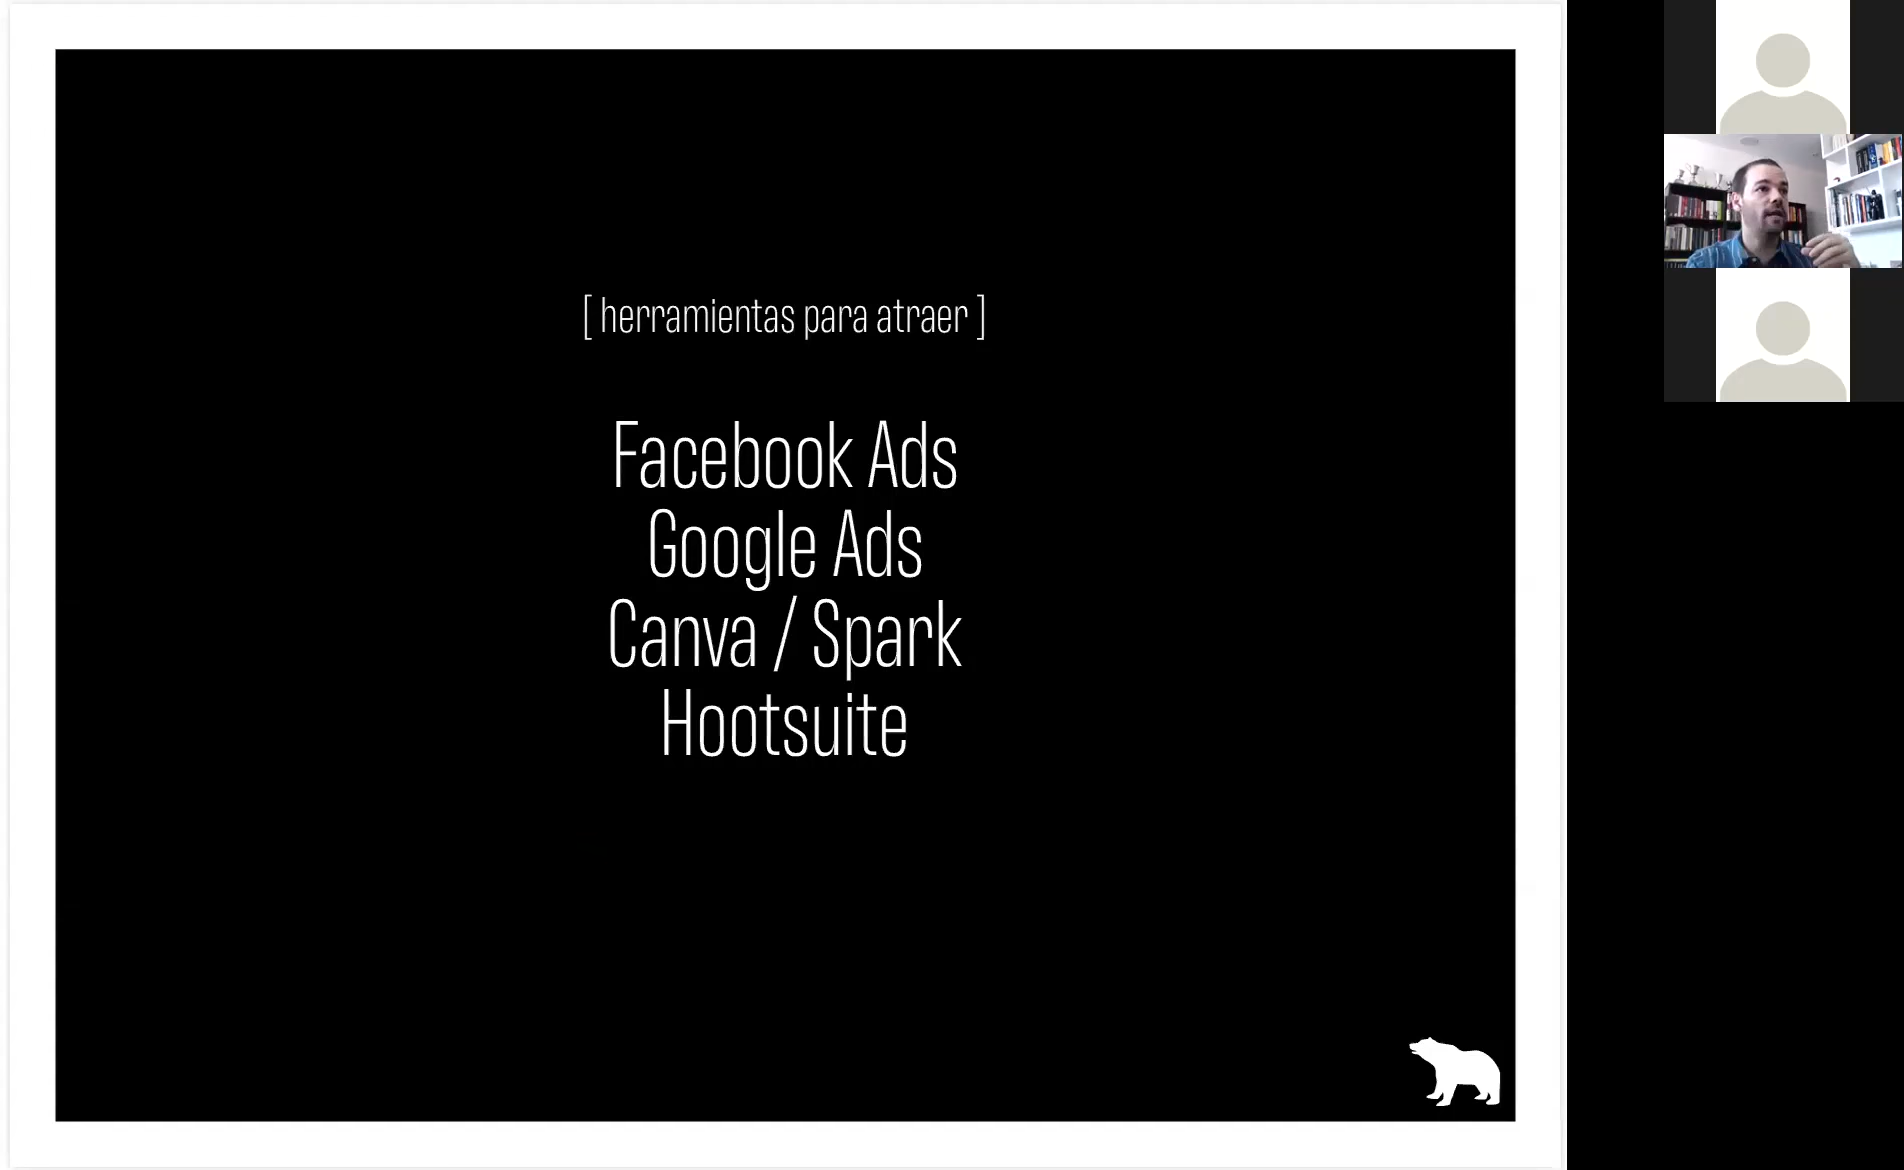 [ herramientas para atraer ]
Facebook Ads
Google Ads
Canva / Spark
Hootsuite